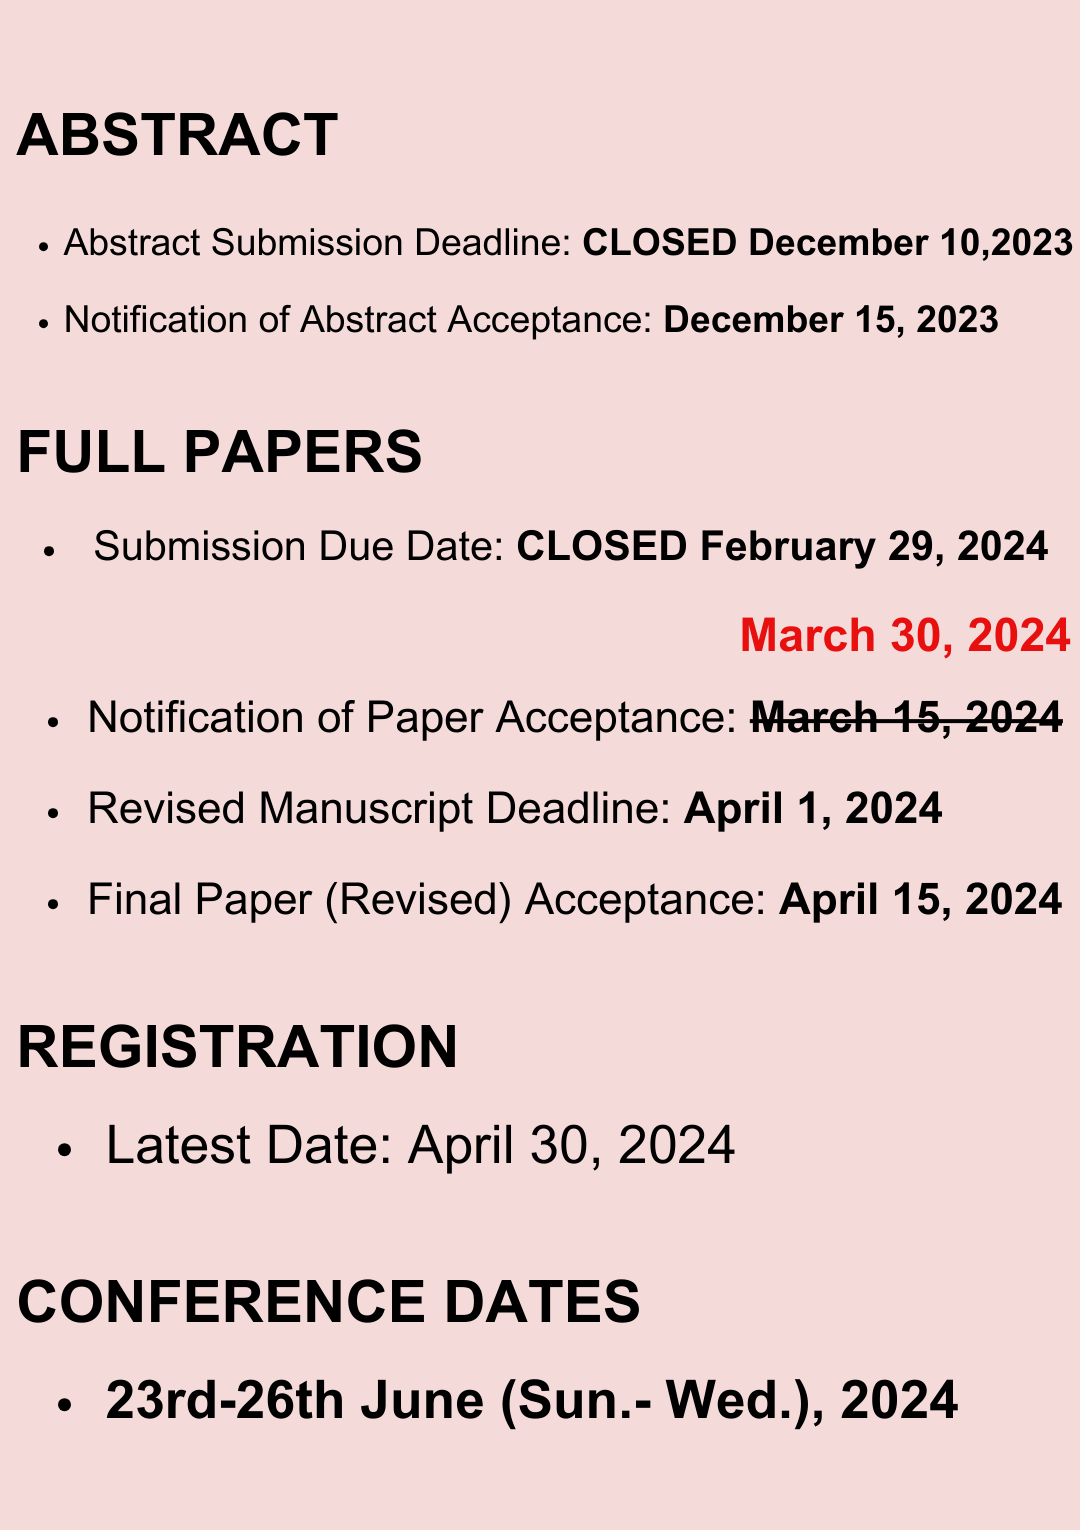 ABSTRACT
• Abstract Submission Deadline: CLOSED December 10,2023
• Notification of Abstract Acceptance: December 15, 2023
FULL PAPERS
• Submission Due Date: CLOSED February 29, 2024
March 30, 2024
• Notification of Paper Acceptance: March 15, 2024
• Revised Manuscript Deadline: April 1, 2024
• Final Paper (Revised) Acceptance: April 15, 2024
REGISTRATION
• Latest Date: April 30, 2024
CONFERENCE DATES
• 23rd-26th June (Sun.- Wed.), 2024